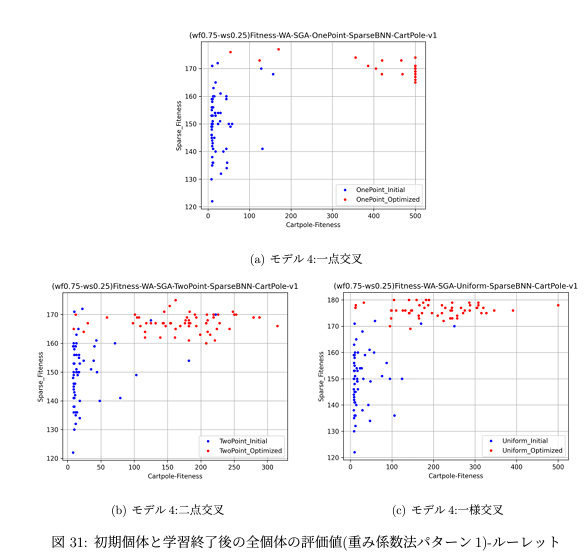 (wf0.75-ws0.25)Fitness-WA-SGA-OnePoint-SparseBNN-CartPole-v1
180
170
160
150
140
130
120
Sparse_Fiteness
OnePoint_Initial
OnePoint_Optimized
0 100 200 300 400 500
Cartpole-Fiteness
(a) モデル 4:一点交叉
(wf0.75-ws0.25)Fitness-WA-SGA-TwoPoint-SparseBNN-CartPole-v1
170
160
150
140
130
120
Sparse_Fiteness
TwoPoint_Initial
TwoPoint_Optimized
0 50 100 150 200 250 300
Cartpole-Fiteness
(b) モデル 4:二点交叉
(wf0.75-ws0.25)Fitness-WA-SGA-Uniform-SparseBNN-CartPole-v1
180
170
160
150
140
130
120
Sparse_Fiteness
Uniform_Initial
Uniform_Optimized
0 100 200 300 400 500
Cartpole-Fiteness
(c) モデル 4:一様交叉
図 31: 初期個体と学習終了後の全個体の評価値(重み係数法パターン 1)-ルーレット